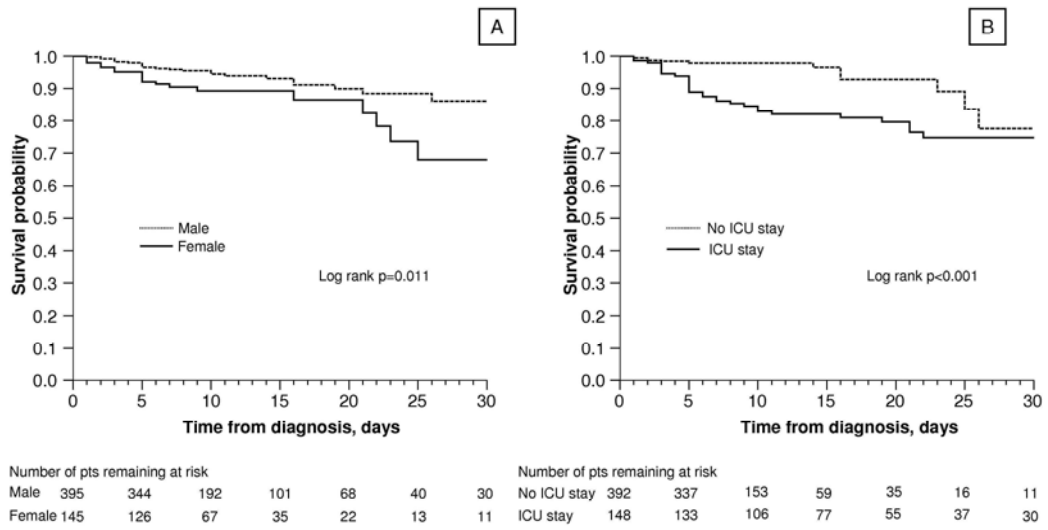 A
1.0
0.9
0.8
0.7
0.6
0.5
0.4
0.3
0.2
0.1
0.0
Survival probability
Male
Female
Log rank p=0.011
0 5 10 15 20 25 30
Time from diagnosis, days
Number of pts remaining at risk
Male 395 344 192 101 68 40 30
Female 145 126 67 35 22 13 11
B
1.0
0.9
0.8
0.7
0.6
0.5
0.4
0.3
0.2
0.1
0.0
Survival probability
No ICU stay
ICU stay
Log rank p<0.001
0 5 10 15 20 25 30
Time from diagnosis, days
Number of pts remaining at risk
No ICU stay 392 337 153 59 35 16 11
ICU stay 148 133 106 77 55 37 30